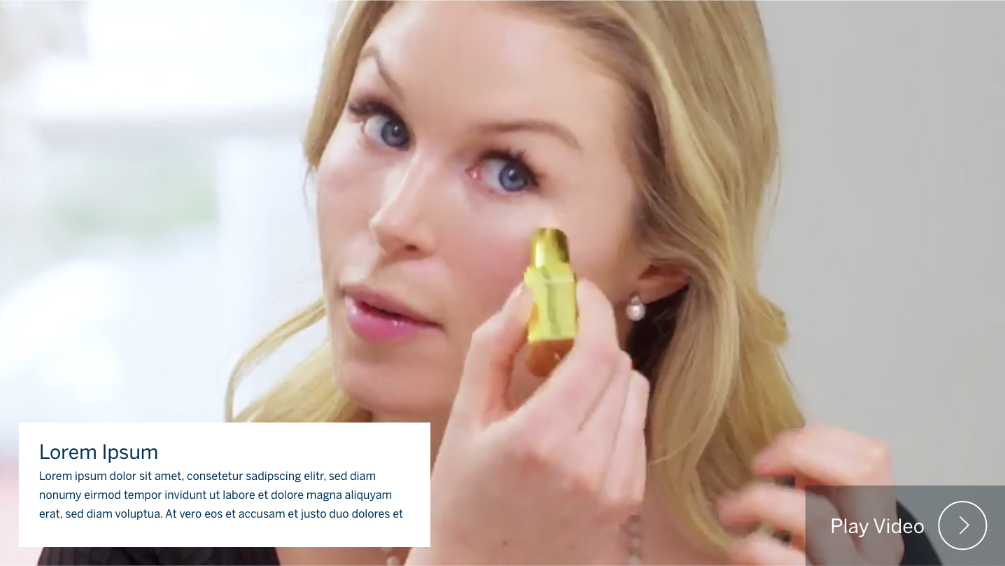 Lorem Ipsum
Lorem ipsum dolor sit amet, consetetur sadipscing elitr, sed diam
nonumy eirmod tempor invidunt ut labore et dolore magna aliquyam
erat, sed diam voluptua. At vero eos et accusam et justo duo dolores et
Play Video